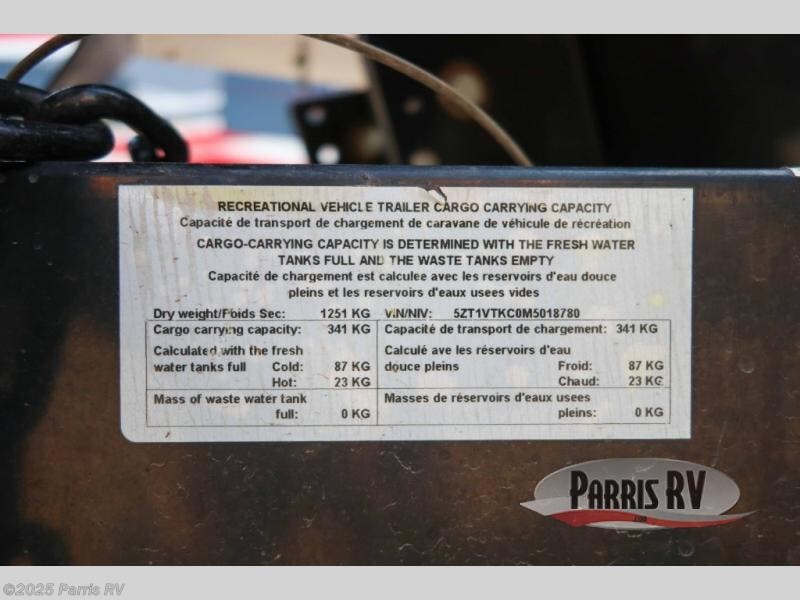 RECREATIONAL VEHICLE TRAILER CARGO CARRYING CAPACITY
Capacité de transport de chargement de caravane de véhicule de récréation
CARGO-CARRYING CAPACITY IS DETERMINED WITH THE FRESH WATER
TANKS FULL AND THE WASTE TANKS EMPTY
Capacité de chargement est calculee avec les reservoirs d'eau douce
pleins et les reservoirs d'eaux usees vides
Dry weight/Poids Sec: 1251 KG VIN/NIV: 5ZT1VTKC0M5018780
Cargo carrying capacity: 341 KG Capacité de transport de chargement: 341 KG
Calculated with the fresh Calculé ave les réservoirs d'eau
water tanks full Cold: 87 KG douce pleins Froid: 87 KG
Hot: 23 KG Chaud: 23 KG
Mass of waste water tank Masses de réservoirs d'eaux usees
full: 0 KG pleins: 0 KG
PARRIS RV
©2025 Parris RV